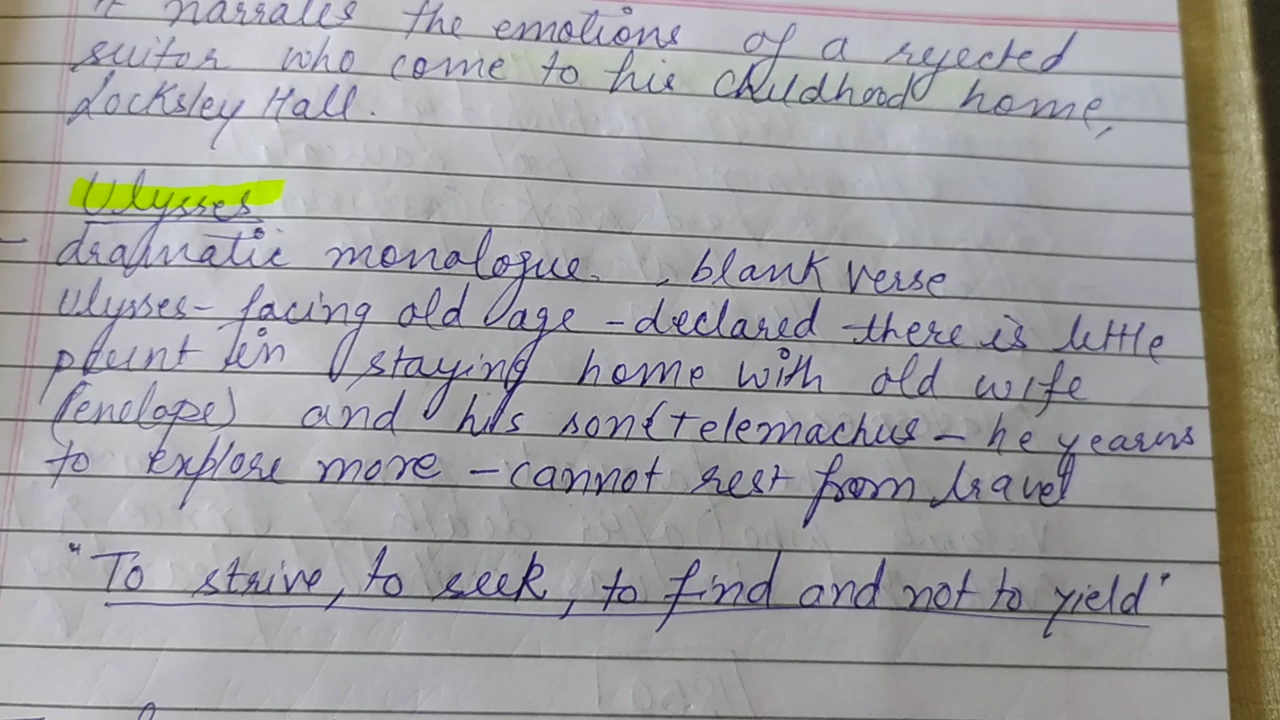 It narrates the emotions of a rejected
suitor who come to his childhood home,
Locksley Hall.
Ulysses
- dramatic monologue. , blank verse
Ulysses - facing old age - declared there is little
point in staying home with old wife
(Penelope) and his son (Telemachus - he yearns
to explore more - cannot rest from travel
"To strive, to seek, to find and not to yield"